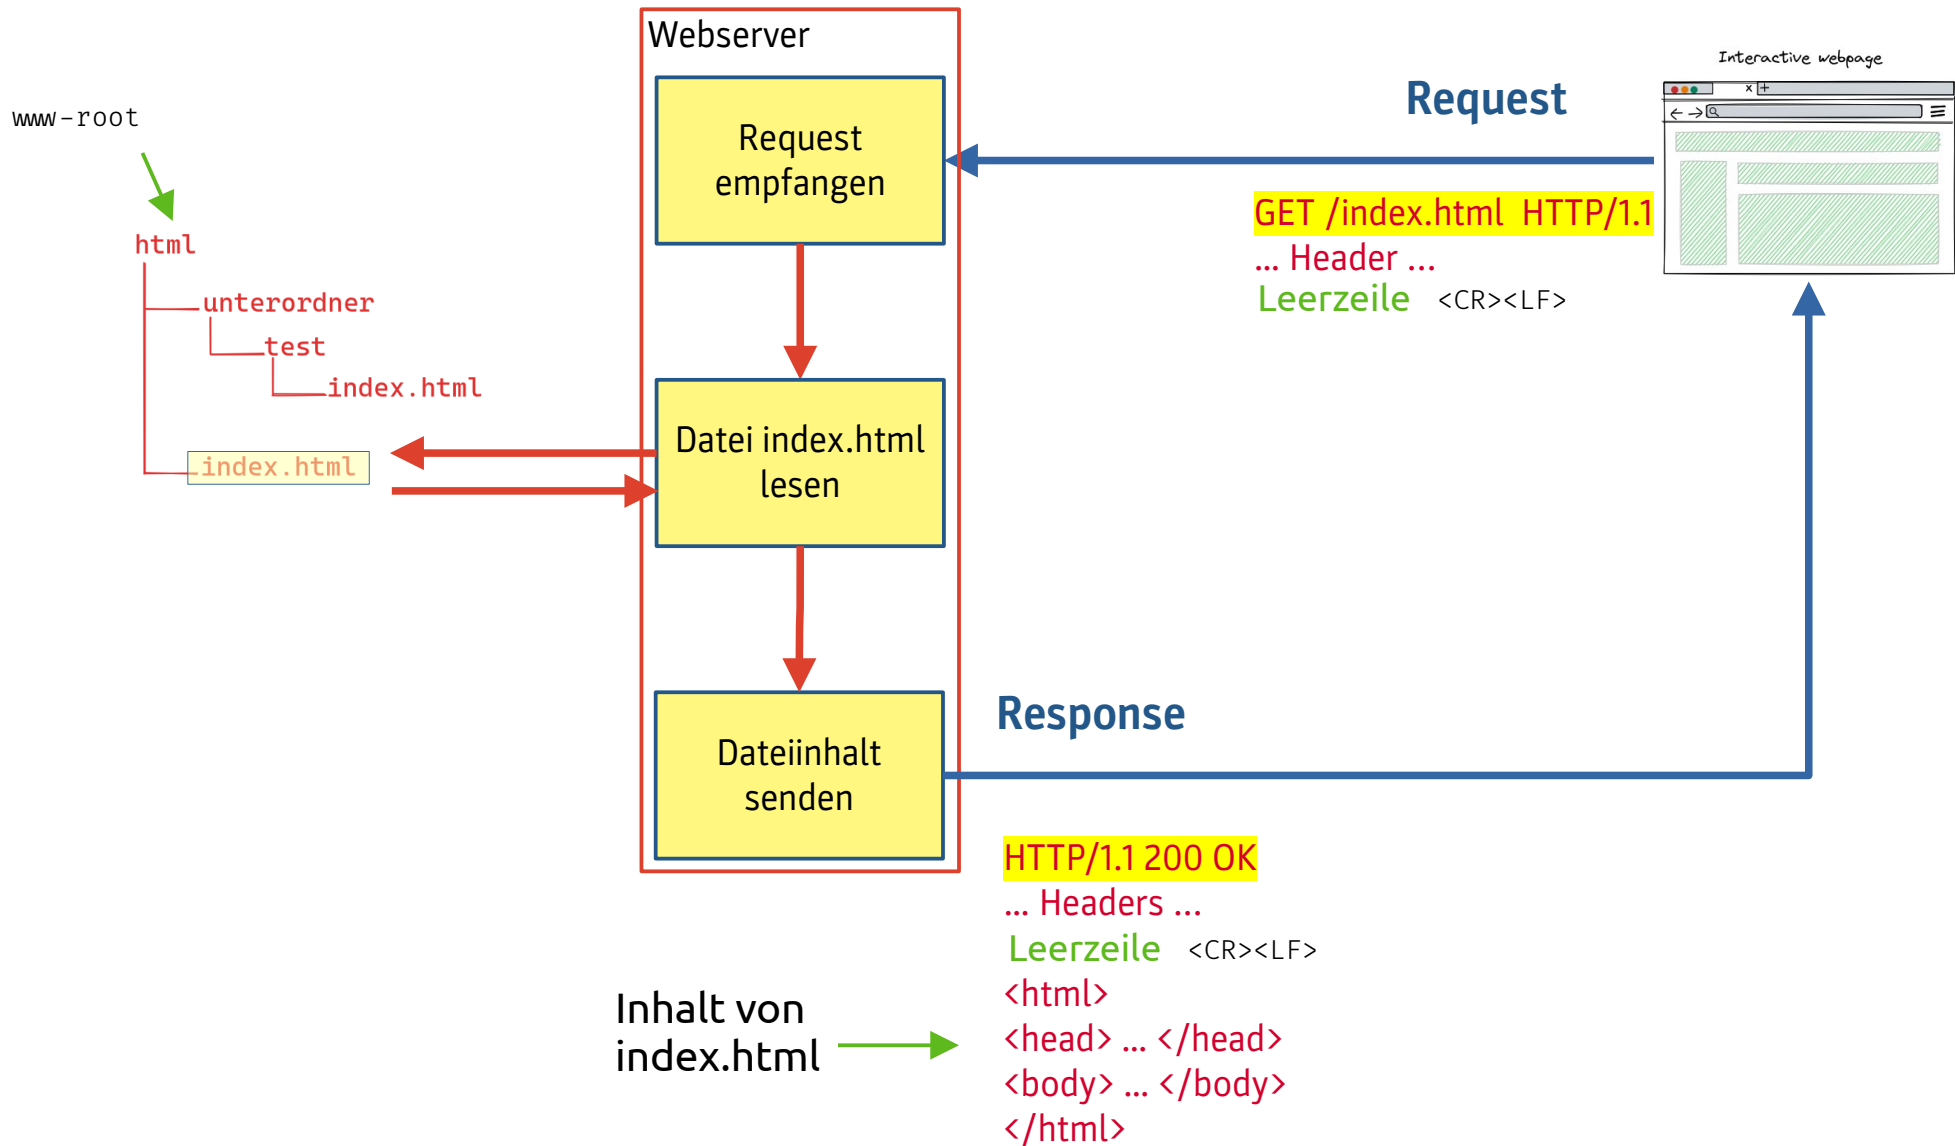 Webserver
Interactive webpage
x +
www-root
Request
empfangen
Request
GET /index.html HTTP/1.1
... Header ...
Leerzeile <CR><LF>
html
unterordner
test
index.html
index.html
Datei index.html
lesen
Response
Dateiinhalt
senden
HTTP/1.1 200 OK
... Headers ...
Leerzeile <CR><LF>
Inhalt von
index.html
<html>
<head> ... </head>
<body> ... </body>
</html>